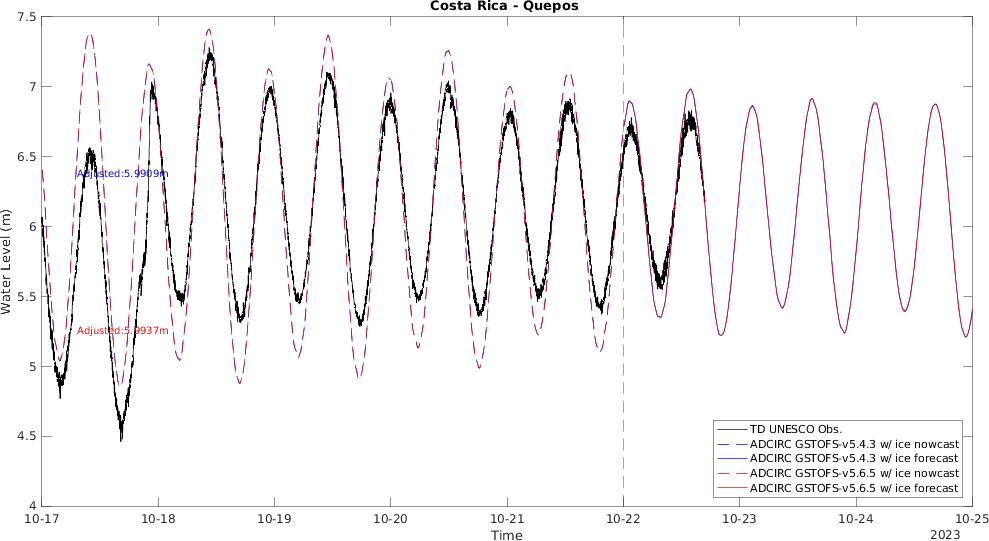 Costa Rica - Quepos
7.5
7
6.5
6
5.5
5
4.5
4
Water Level (m)
Adjusted:5.9909m
Adjusted:5.9937m
TD UNESCO Obs.
ADCIRC GSTOFS-v5.4.3 w/ ice nowcast
ADCIRC GSTOFS-v5.4.3 w/ ice forecast
ADCIRC GSTOFS-v5.6.5 w/ ice nowcast
ADCIRC GSTOFS-v5.6.5 w/ ice forecast
10-17 10-18 10-19 10-20 10-21 10-22 10-23 10-24 10-25
Time
2023